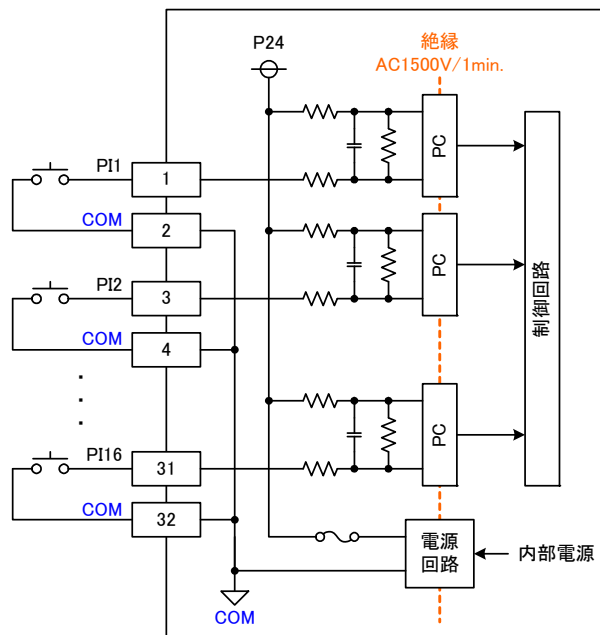 P24
絶縁
AC1500V/1min.
PC
PI1
1
COM
2
PC
PI2
3
COM
4
制御回路
PC
PI16
31
COM
32
電源
回路
内部電源
COM